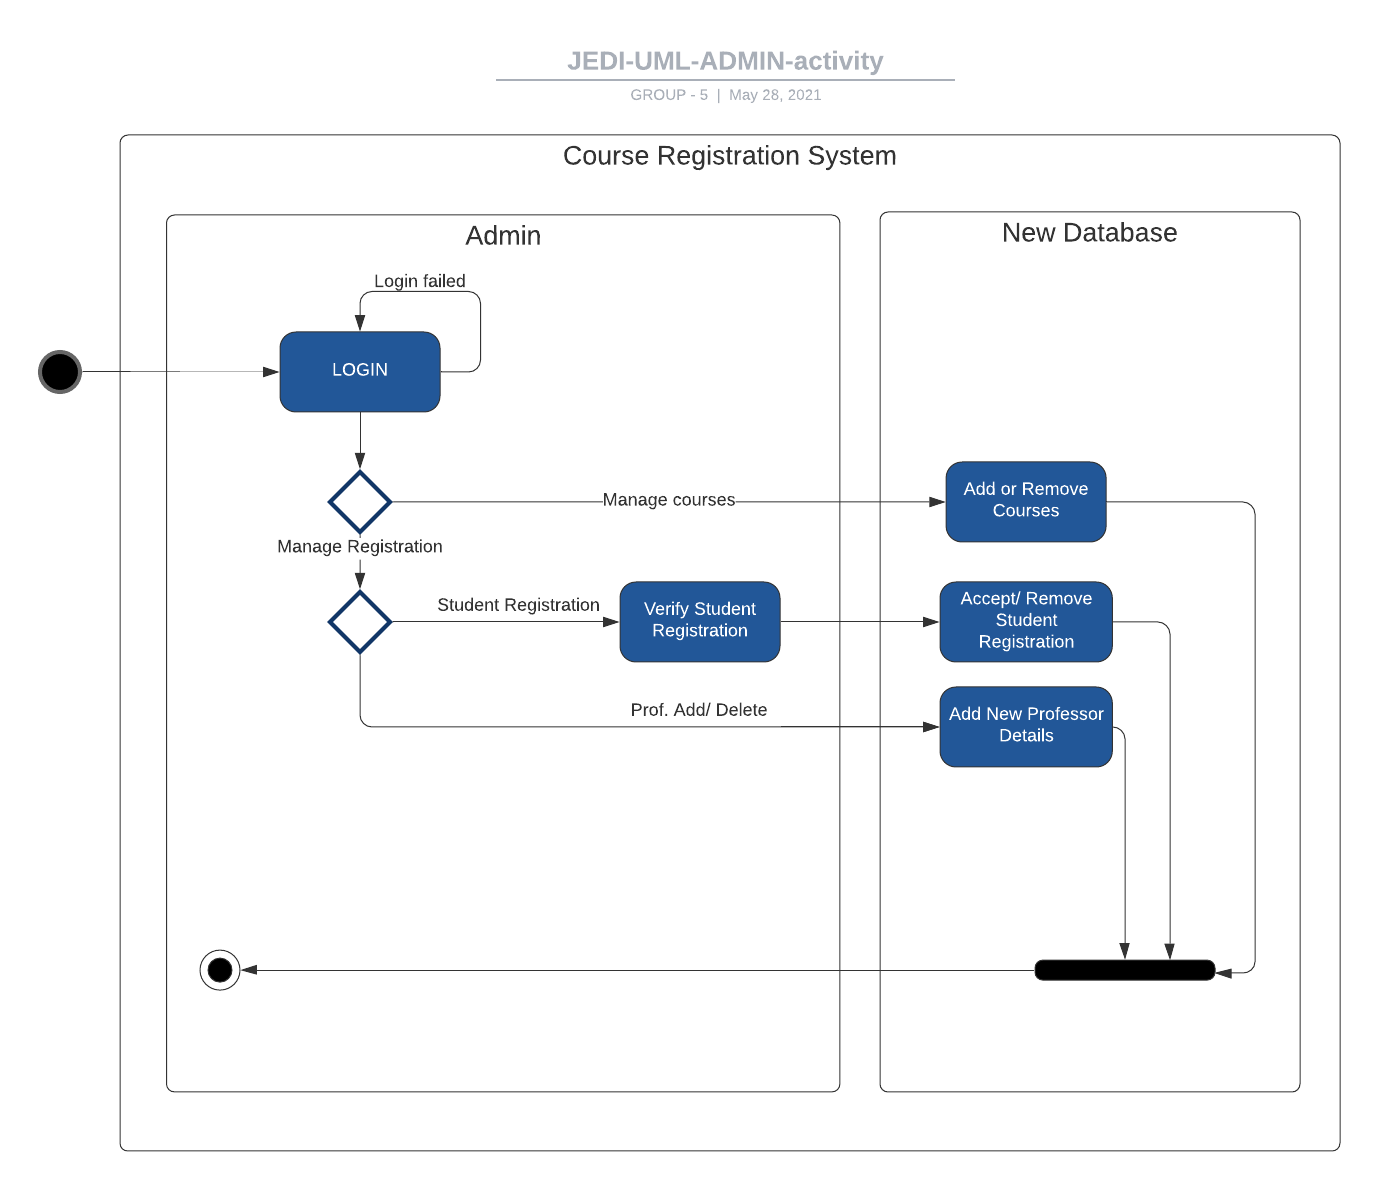 JEDI-UML-ADMIN-activity
GROUP - 5 | May 28, 2021
Course Registration System
Admin
New Database
Login failed
LOGIN
Manage courses
Add or Remove
Courses
Manage Registration
Student Registration
Verify Student
Registration
Accept/ Remove
Student
Registration
Prof. Add/ Delete
Add New Professor
Details